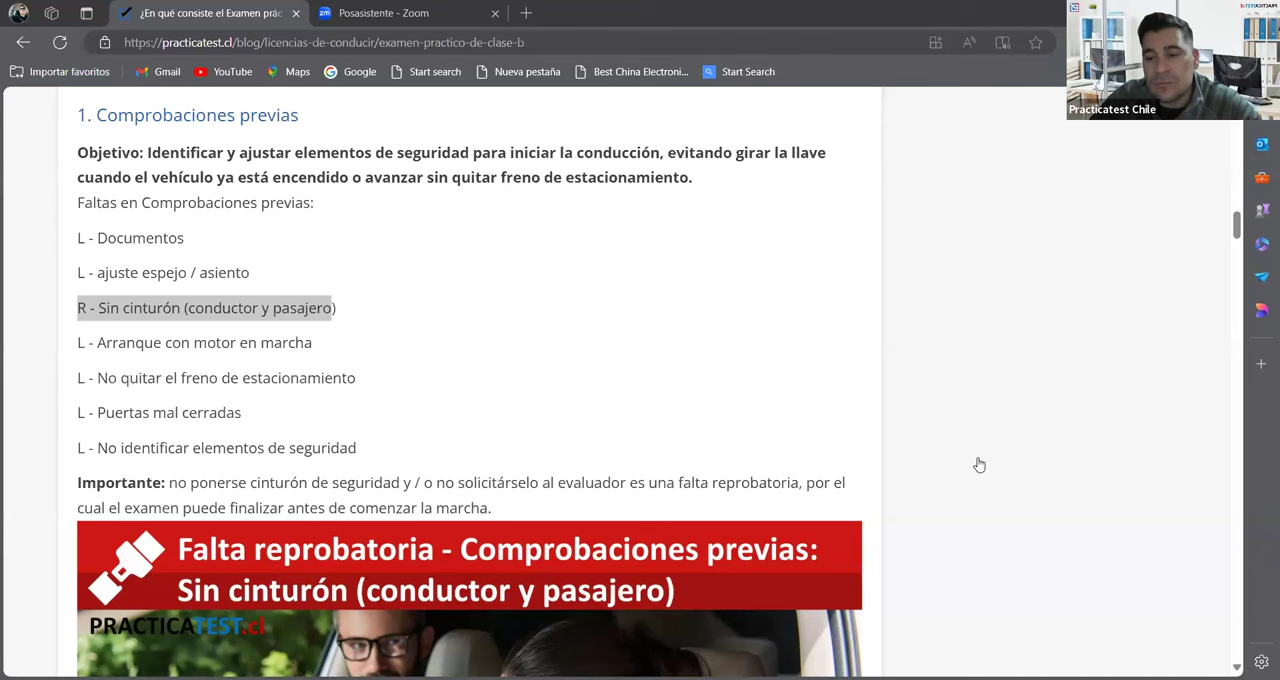 ¿En qué consiste el Examen prác
Posasistente - Zoom
https://practicatest.cl/blog/licencias-de-conducir/examen-practico-de-clase-b
Importar favoritos
Gmail
YouTube
Maps
Google
Start search
Nueva pestaña
Best China Electroni...
Start Search
Practicatest Chile
1. Comprobaciones previas
Objetivo: Identificar y ajustar elementos de seguridad para iniciar la conducción, evitando girar la llave
cuando el vehículo ya está encendido o avanzar sin quitar freno de estacionamiento.
Faltas en Comprobaciones previas:
L - Documentos
L - ajuste espejo / asiento
R - Sin cinturón (conductor y pasajero)
L - Arranque con motor en marcha
L - No quitar el freno de estacionamiento
L - Puertas mal cerradas
L - No identificar elementos de seguridad
Importante: no ponerse cinturón de seguridad y / o no solicitárselo al evaluador es una falta reprobatoria, por el
cual el examen puede finalizar antes de comenzar la marcha.
Falta reprobatoria - Comprobaciones previas:
Sin cinturón (conductor y pasajero)
PRACTICATEST.cl